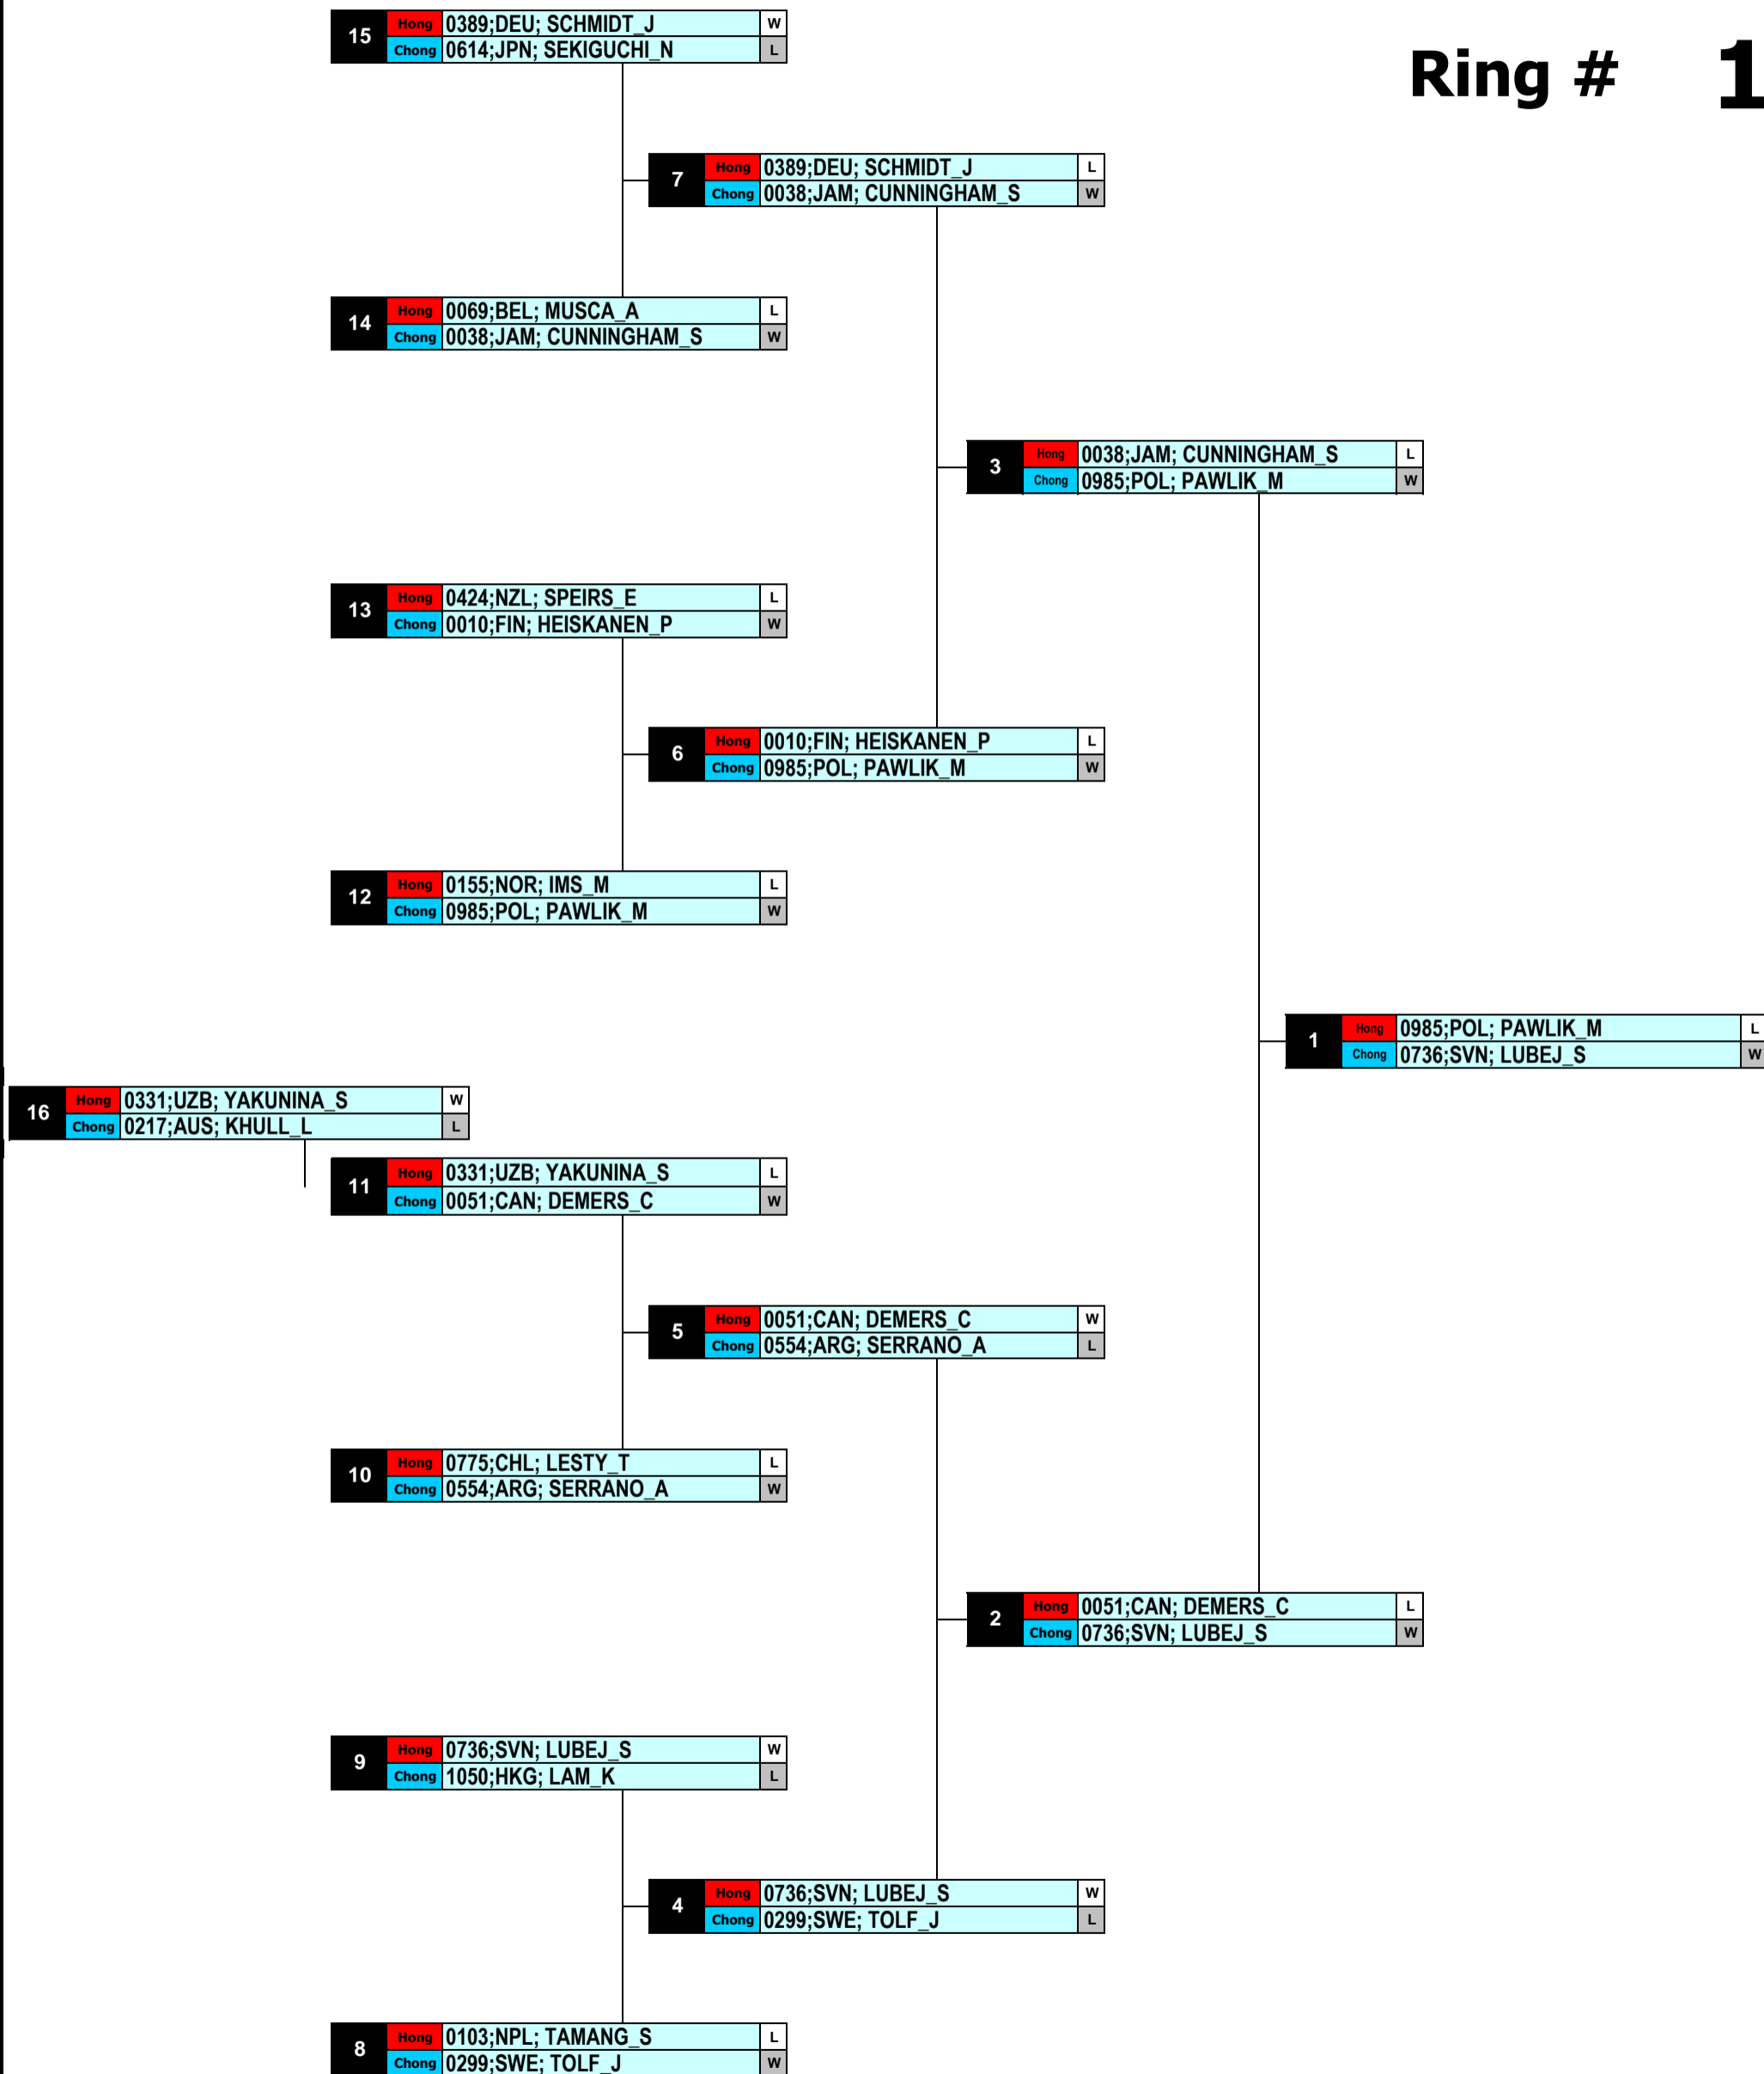 15 Hong 0389;DEU; SCHMIDT_J W
Chong 0614;JPN; SEKIGUCHI_N L
Ring # 1
7 Hong 0389;DEU; SCHMIDT_J L
Chong 0038;JAM; CUNNINGHAM_S W
14 Hong 0069;BEL; MUSCA_A L
Chong 0038;JAM; CUNNINGHAM_S W
3 Hong 0038;JAM; CUNNINGHAM_S L
Chong 0985;POL; PAWLIK_M W
13 Hong 0424;NZL; SPEIRS_E L
Chong 0010;FIN; HEISKANEN_P W
6 Hong 0010;FIN; HEISKANEN_P L
Chong 0985;POL; PAWLIK_M W
12 Hong 0155;NOR; IMS_M L
Chong 0985;POL; PAWLIK_M W
1 Hong 0985;POL; PAWLIK_M L
Chong 0736;SVN; LUBEJ_S W
16 Hong 0331;UZB; YAKUNINA_S W
Chong 0217;AUS; KHULL_L L
11 Hong 0331;UZB; YAKUNINA_S L
Chong 0051;CAN; DEMERS_C W
5 Hong 0051;CAN; DEMERS_C W
Chong 0554;ARG; SERRANO_A L
10 Hong 0775;CHL; LESTY_T L
Chong 0554;ARG; SERRANO_A W
2 Hong 0051;CAN; DEMERS_C L
Chong 0736;SVN; LUBEJ_S W
9 Hong 0736;SVN; LUBEJ_S W
Chong 1050;HKG; LAM_K L
4 Hong 0736;SVN; LUBEJ_S W
Chong 0299;SWE; TOLF_J L
8 Hong 0103;NPL; TAMANG_S L
Chong 0299;SWE; TOLF_J W